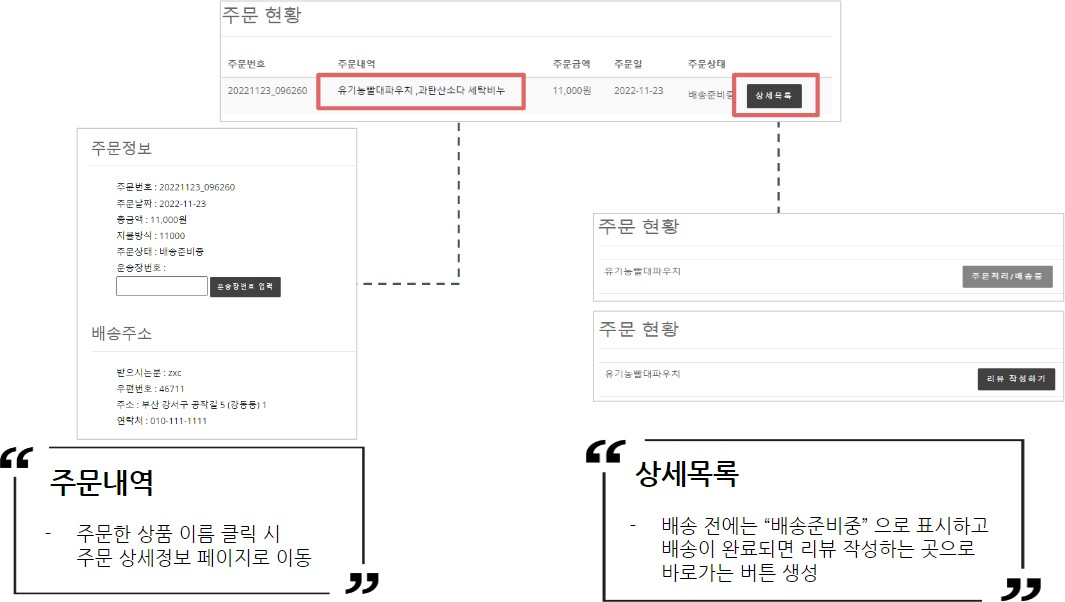 주문 현황
주문번호 주문내역 주문금액 주문일 주문상태
20221123_096260 유기농빨대파우치 ,과탄산소다 세탁비누 11,000원 2022-11-23 배송준비중 상세목록
주문정보
주문번호 : 20221123_096260
주문날짜 : 2022-11-23
총금액 : 11,000원
지불방식 : 11000
주문상태 : 배송준비중
운송장번호 :
운송장번호 입력
배송주소
받으시는분 : zxc
우편번호 : 46711
주소 : 부산 강서구 공작길 5 (강동동) 1
연락처 : 010-111-1111
주문 현황
유기농빨대파우치 주문처리/배송중
주문 현황
유기농빨대파우치 리뷰 작성하기
“
주문내역
- 주문한 상품 이름 클릭 시
주문 상세정보 페이지로 이동
”
“
상세목록
- 배송 전에는 “배송준비중” 으로 표시하고
배송이 완료되면 리뷰 작성하는 곳으로
바로가는 버튼 생성
”